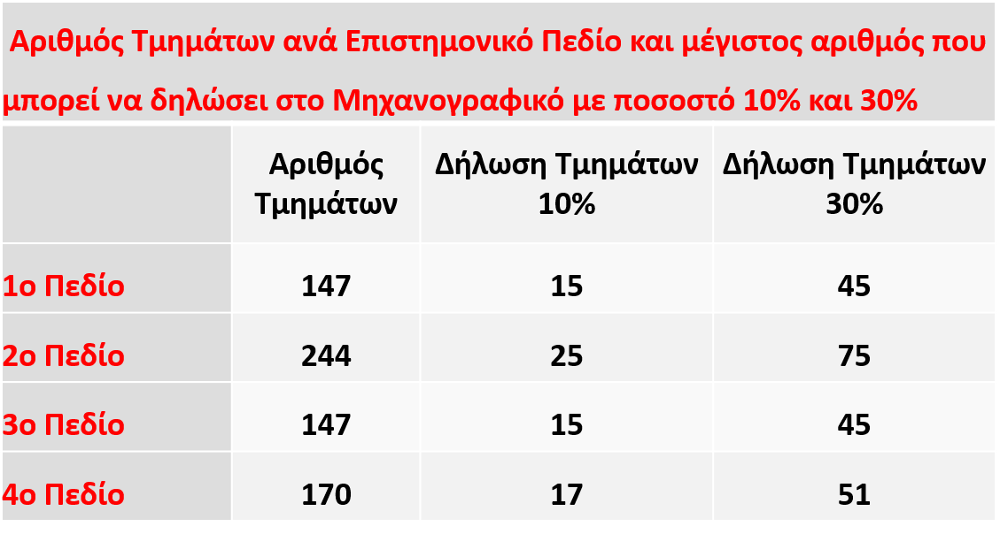 Αριθμός Τμημάτων ανά Επιστημονικό Πεδίο και μέγιστος αριθμός που
μπορεί να δηλώσει στο Μηχανογραφικό με ποσοστό 10% και 30%
Αριθμός Τμημάτων Δήλωση Τμημάτων 10% Δήλωση Τμημάτων 30%
1ο Πεδίο 147 15 45
2ο Πεδίο 244 25 75
3ο Πεδίο 147 15 45
4ο Πεδίο 170 17 51